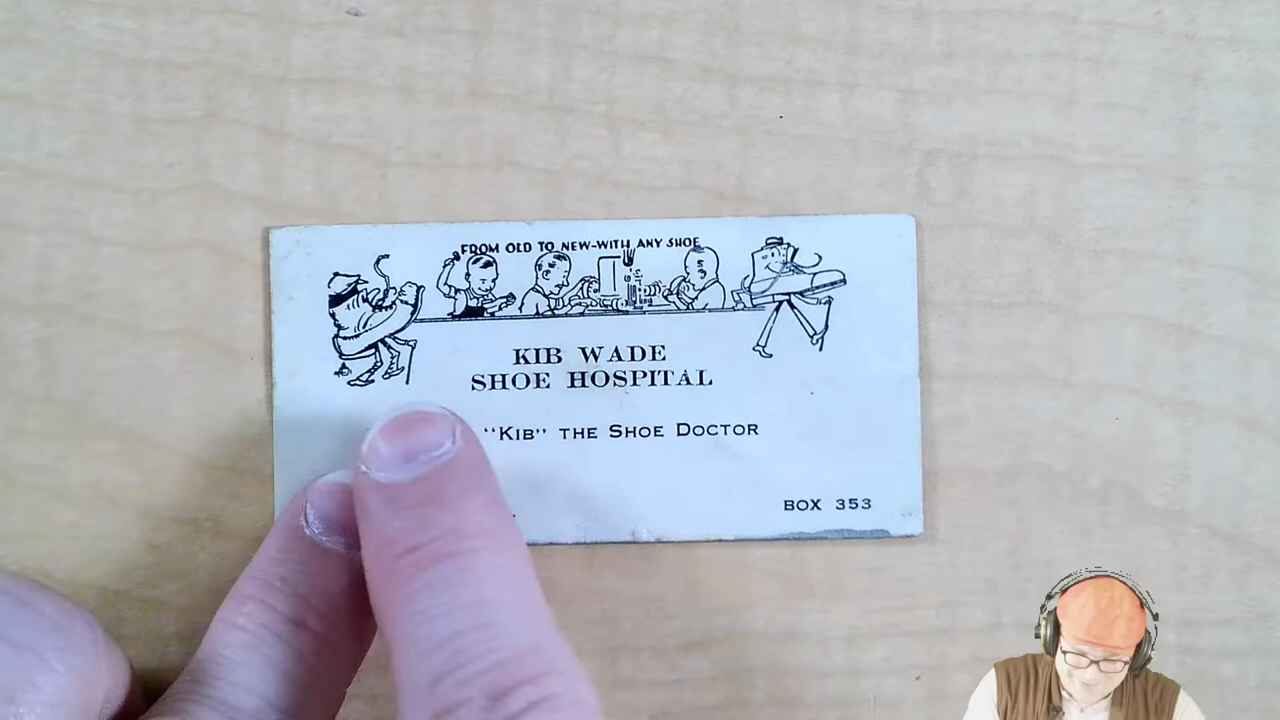 FROM OLD TO NEW-WITH ANY SHOE
KIB WADE
SHOE HOSPITAL
"KIB" THE SHOE DOCTOR
BOX 353